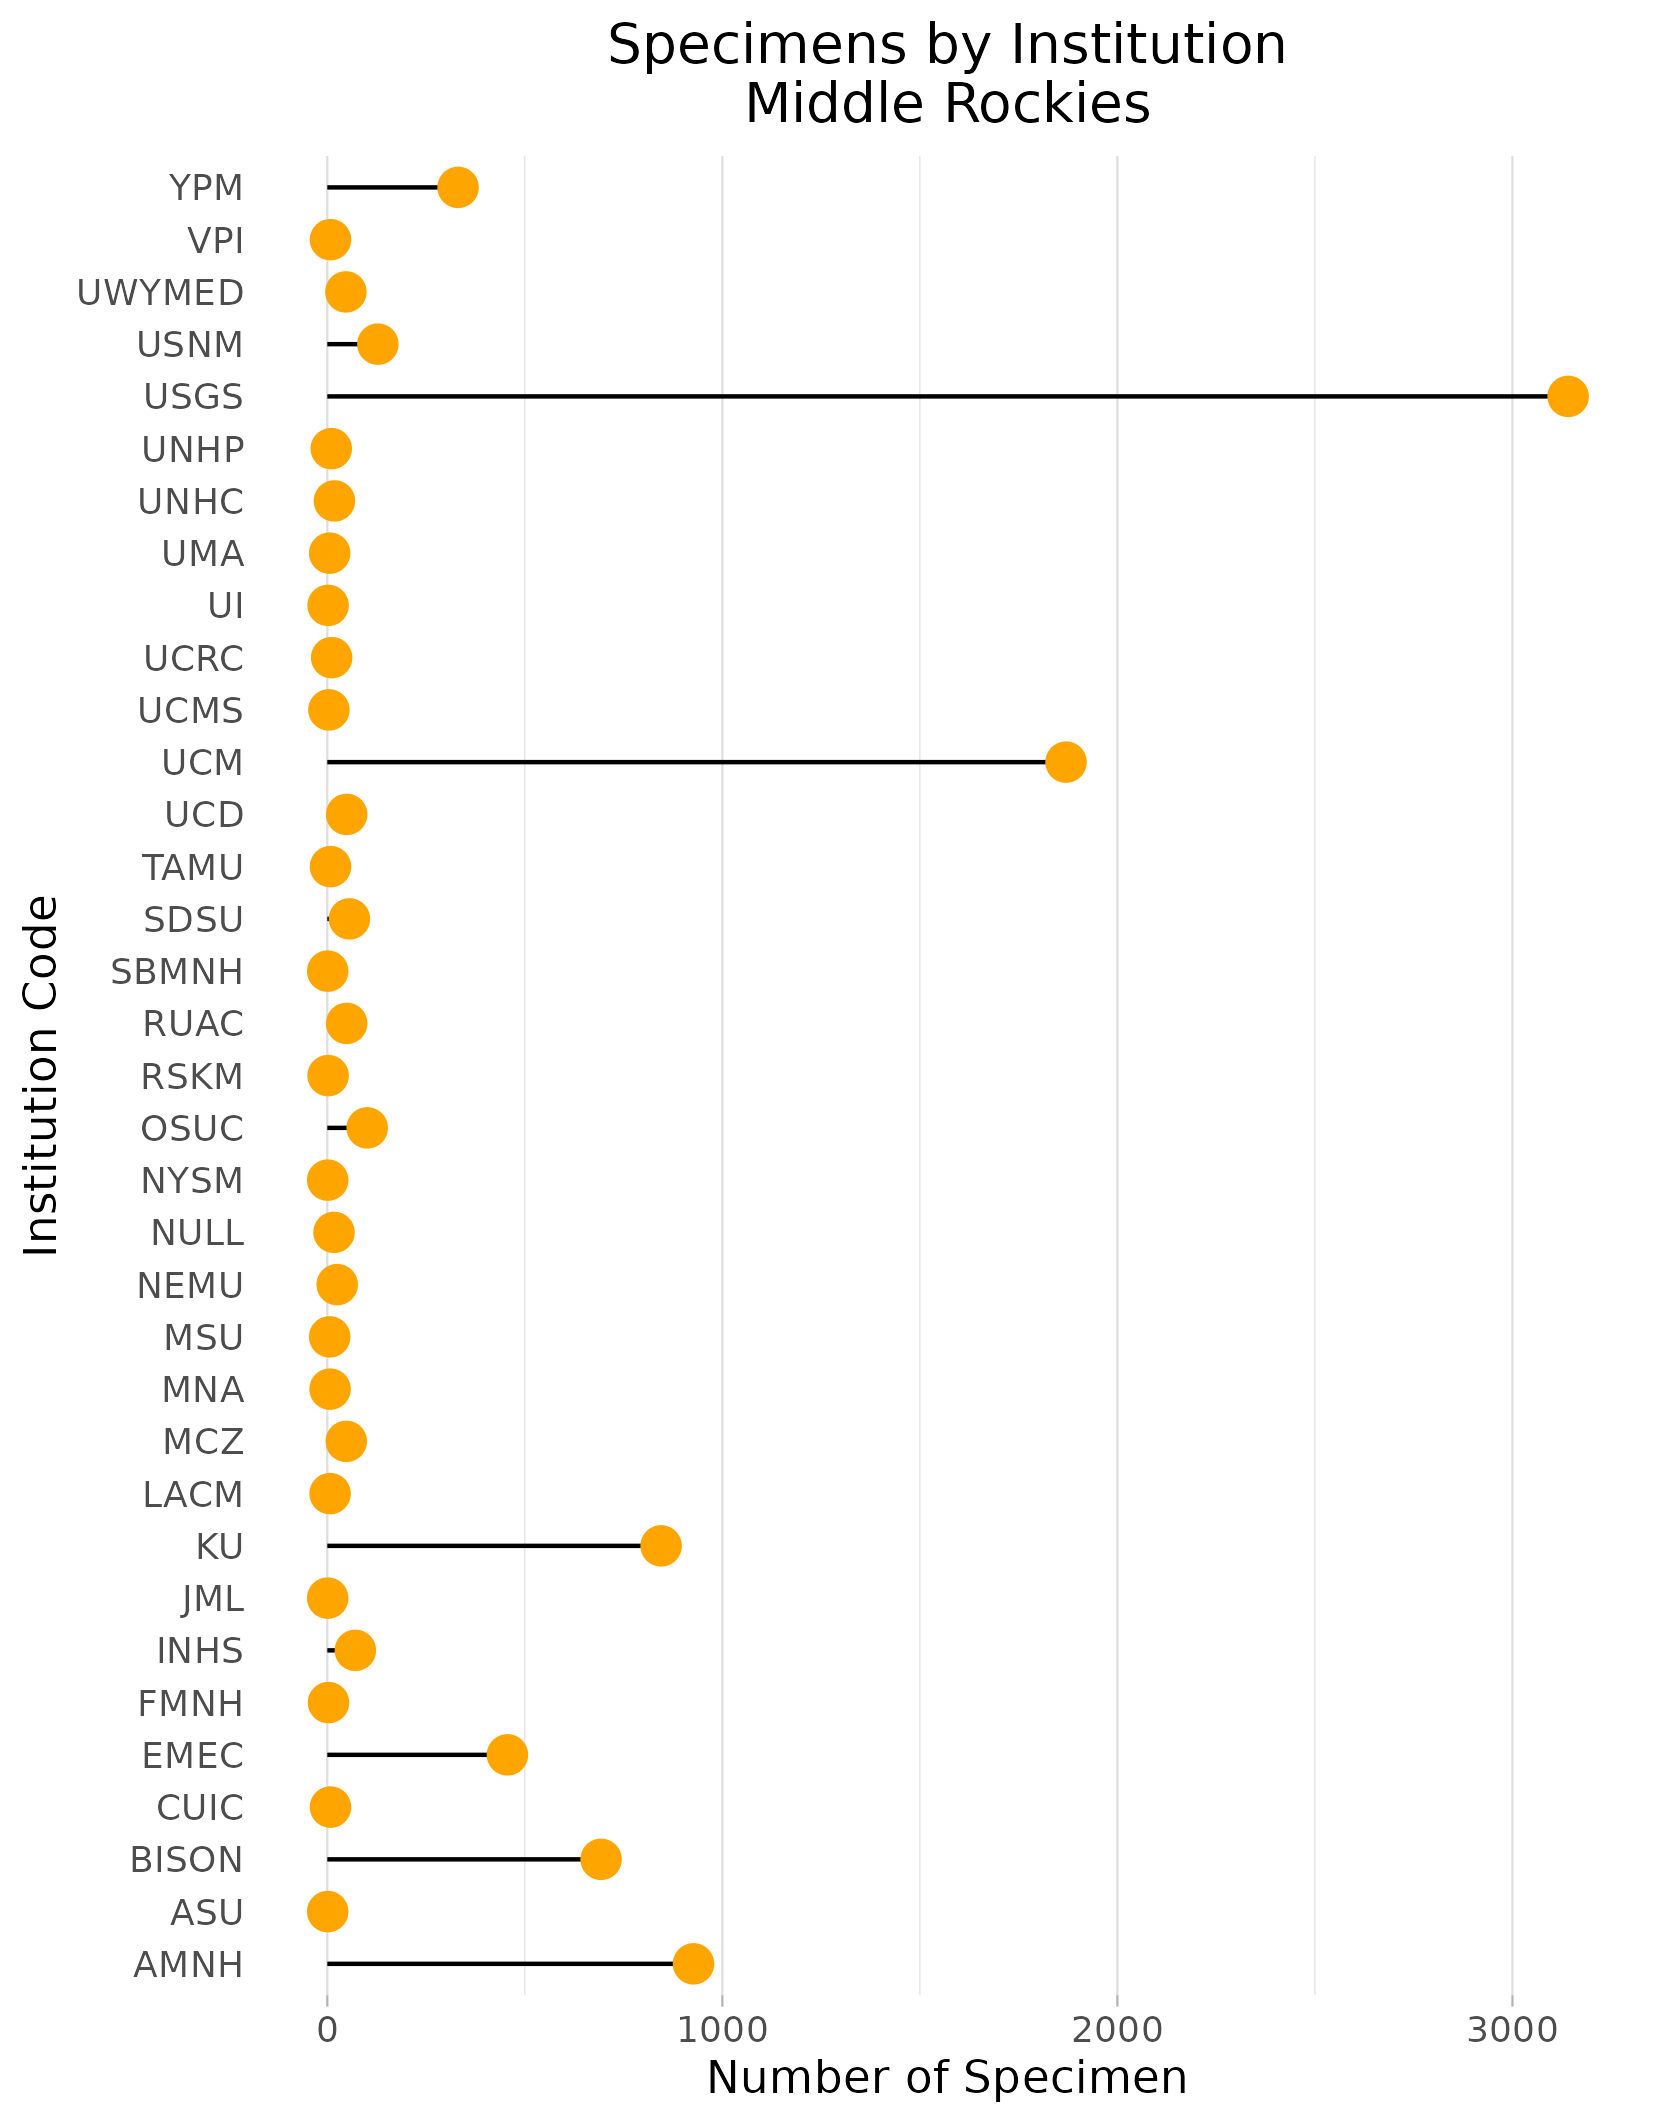 Specimens by Institution
Middle Rockies
YPM
VPI
UWYMED
USNM
USGS
UNHP
UNHC
UMA
UI
UCRC
UCMS
UCM
UCD
TAMU
SDSU
SBMNH
RUAC
RSKM
OSUC
NYSM
NULL
NEMU
MSU
MNA
MCZ
LACM
KU
JML
INHS
FMNH
EMEC
CUIC
BISON
ASU
AMNH
Institution Code
0 1000 2000 3000
Number of Specimen